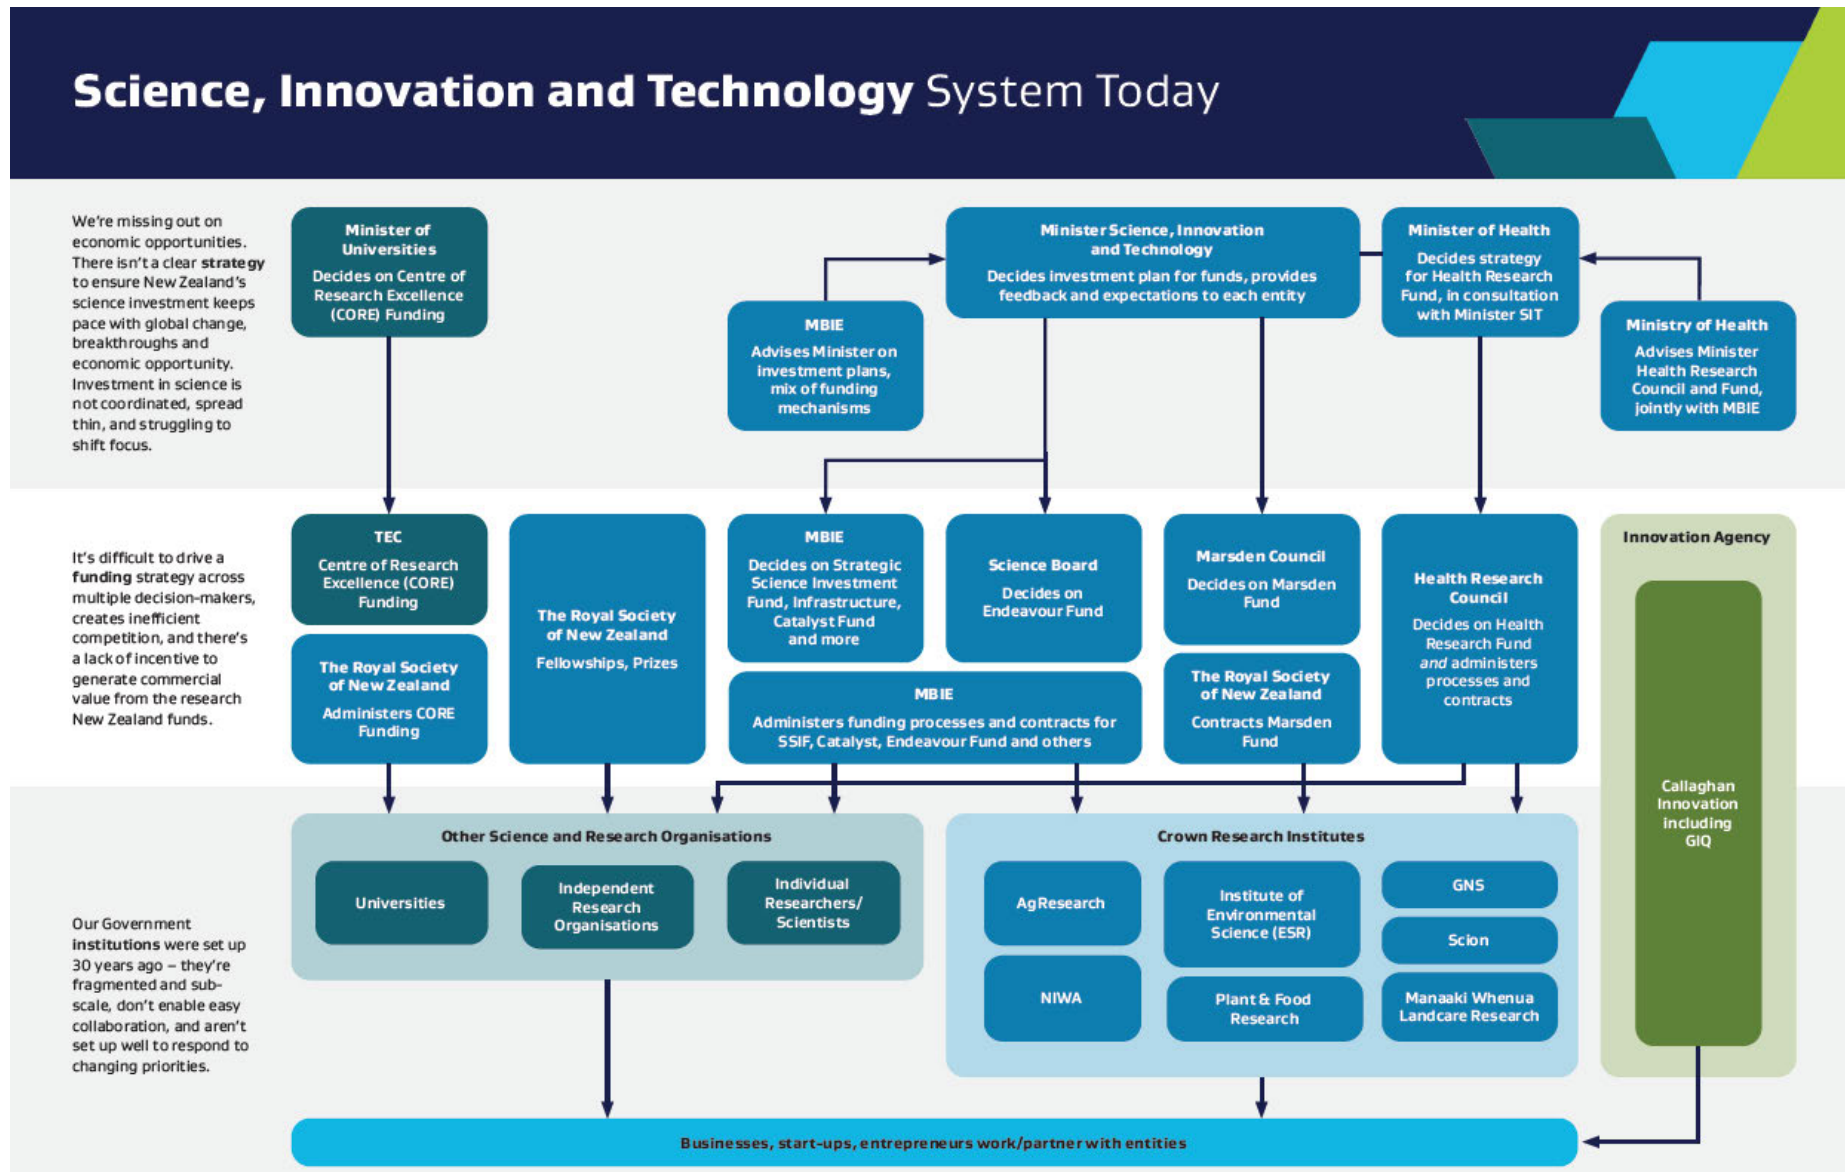 Science, Innovation and Technology System Today
We're missing out on
economic opportunities.
There isn't a clear strategy
to ensure New Zealand's
science investment keeps
pace with global change,
breakthroughs and
economic opportunity.
Investment in science is
not coordinated, spread
thin, and struggling to
shift focus.
Minister of
Universities
Decides on Centre of
Research Excellence
(CORE) Funding
MBIE
Advises Minister on
investment plans,
mix of funding
mechanisms
Minister Science, Innovation
and Technology
Decides investment plan for funds, provides
feedback and expectations to each entity
Minister of Health
Decides strategy
for Health Research
Fund, in consultation
with Minister SIT
Ministry of Health
Advises Minister
Health Research
Council and Fund,
jointly with MBIE
It's difficult to drive a
funding strategy across
multiple decision-makers,
creates inefficient
competition, and there's
a lack of incentive to
generate commercial
value from the research
New Zealand funds.
TEC
Centre of Research
Excellence (CORE)
Funding
The Royal Society
of New Zealand
Administers CORE
Funding
The Royal Society
of New Zealand
Fellowships, Prizes
MBIE
Decides on Strategic
Science Investment
Fund, Infrastructure,
Catalyst Fund
and more
Science Board
Decides on
Endeavour Fund
MBIE
Administers funding processes and contracts for
SSIF, Catalyst, Endeavour Fund and others
Marsden Council
Decides on Marsden
Fund
The Royal Society
of New Zealand
Contracts Marsden
Fund
Health Research
Council
Decides on Health
Research Fund
and administers
processes and
contracts
Innovation Agency
Callaghan
Innovation
including
GIQ
Our Government
institutions were set up
30 years ago – they're
fragmented and sub-
scale, don't enable easy
collaboration, and aren't
set up well to respond to
changing priorities.
Other Science and Research Organisations
Universities
Independent
Research
Organisations
Individual
Researchers/
Scientists
Crown Research Institutes
AgResearch
NIWA
Institute of
Environmental
Science (ESR)
Plant & Food
Research
GNS
Scion
Manaaki Whenua
Landcare Research
Businesses, start-ups, entrepreneurs work/partner with entities